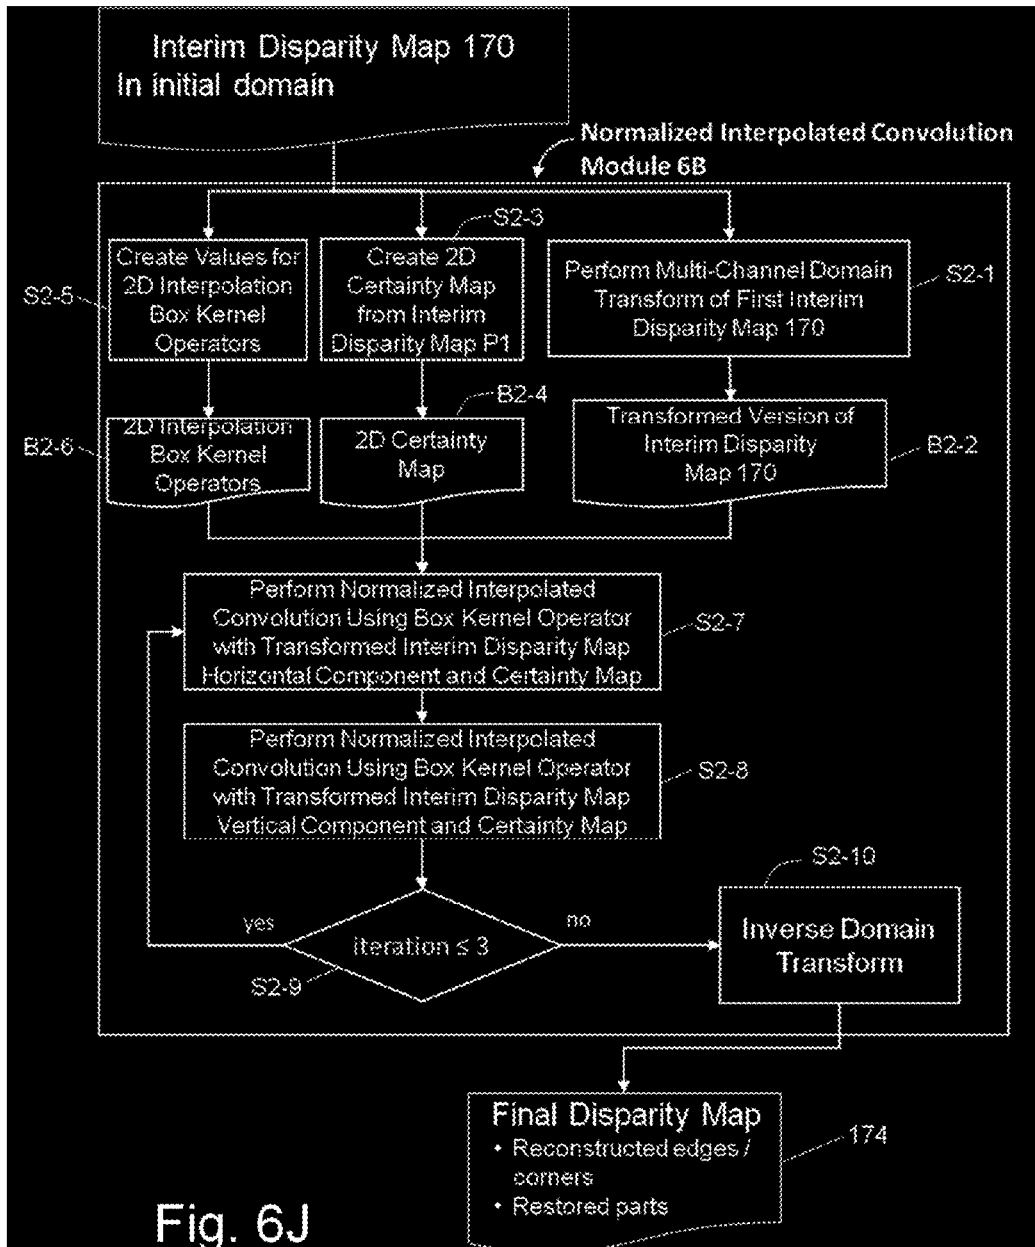 Interim Disparity Map 170
In initial domain
Normalized Interpolated Convolution
Module 6B
S2-3
Create Values for
2D Interpolation
Box Kernel
Operators
S2-5
Create 2D
Certainty Map
from Interim
Disparity Map P1
Perform Multi-Channel Domain
Transform of First Interim
Disparity Map 170
S2-1
B2-4
2D Interpolation
Box Kernel
Operators
B2-6
2D Certainty
Map
Transformed Version of
Interim Disparity
Map 170
B2-2
Perform Normalized Interpolated
Convolution Using Box Kernel Operator
with Transformed Interim Disparity Map
Horizontal Component and Certainty Map
S2-7
Perform Normalized Interpolated
Convolution Using Box Kernel Operator
with Transformed Interim Disparity Map
Vertical Component and Certainty Map
S2-8
yes
iteration ≤ 3
no
S2-9
S2-10
Inverse Domain
Transform
Final Disparity Map
• Reconstructed edges /
corners
• Restored parts
174
Fig. 6J